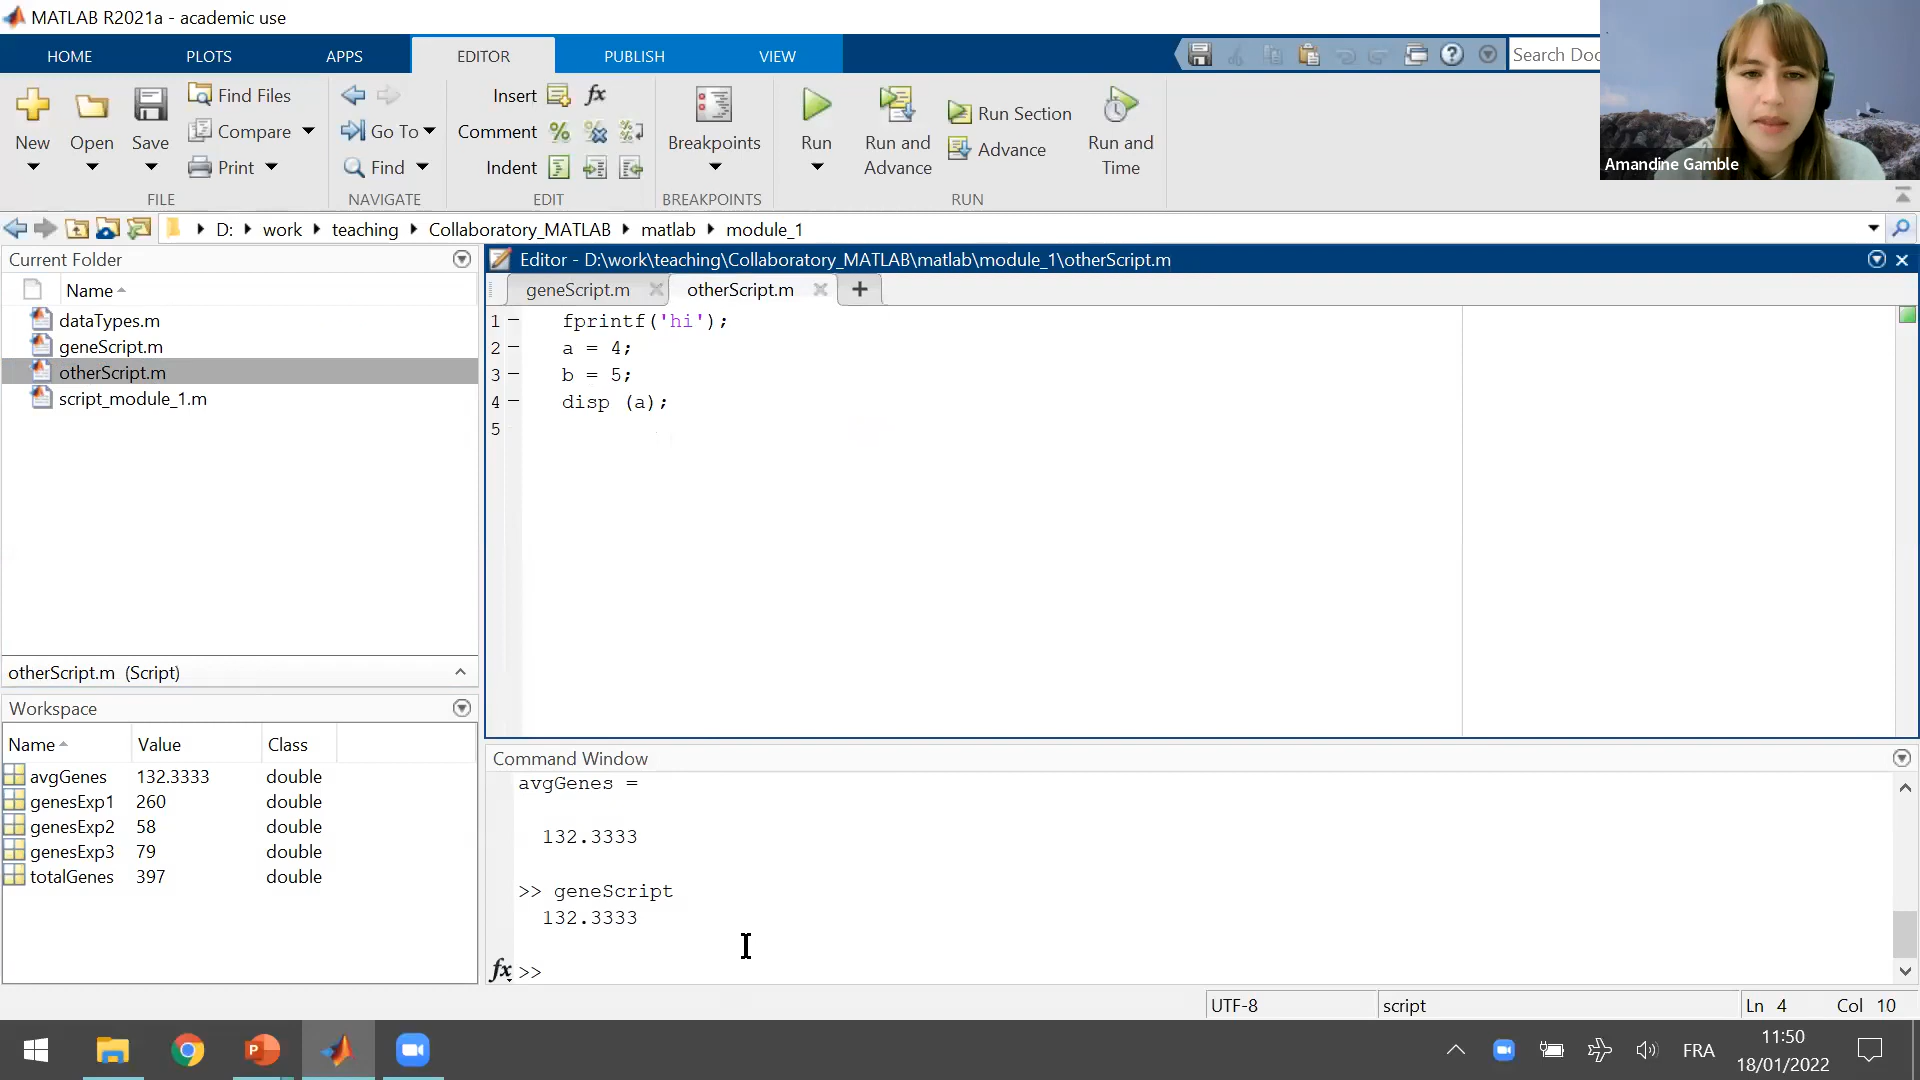 MATLAB R2021a - academic use
HOME PLOTS APPS EDITOR PUBLISH VIEW
Search Doc
New
Open
Save
Find Files
Compare
Print
FILE
Go To
Find
NAVIGATE
Insert fx
Comment
Indent
EDIT
Breakpoints
BREAKPOINTS
Run
Run and
Advance
Run Section
Advance
Run and
Time
RUN
Amandine Gamble
D: work teaching Collaboratory_MATLAB matlab module_1
Current Folder
Name
dataTypes.m
geneScript.m
otherScript.m
script_module_1.m
otherScript.m (Script)
Workspace
Name Value Class
avgGenes 132.3333 double
genesExp1 260 double
genesExp2 58 double
genesExp3 79 double
totalGenes 397 double
Editor - D:\work\teaching\Collaboratory_MATLAB\matlab\module_1\otherScript.m
geneScript.m otherScript.m
1 fprintf('hi');
2 a = 4;
3 b = 5;
4 disp (a);
5
Command Window
avgGenes =
132.3333
>> geneScript
132.3333
fx >>
UTF-8 script Ln 4 Col 10
FRA
11:50
18/01/2022